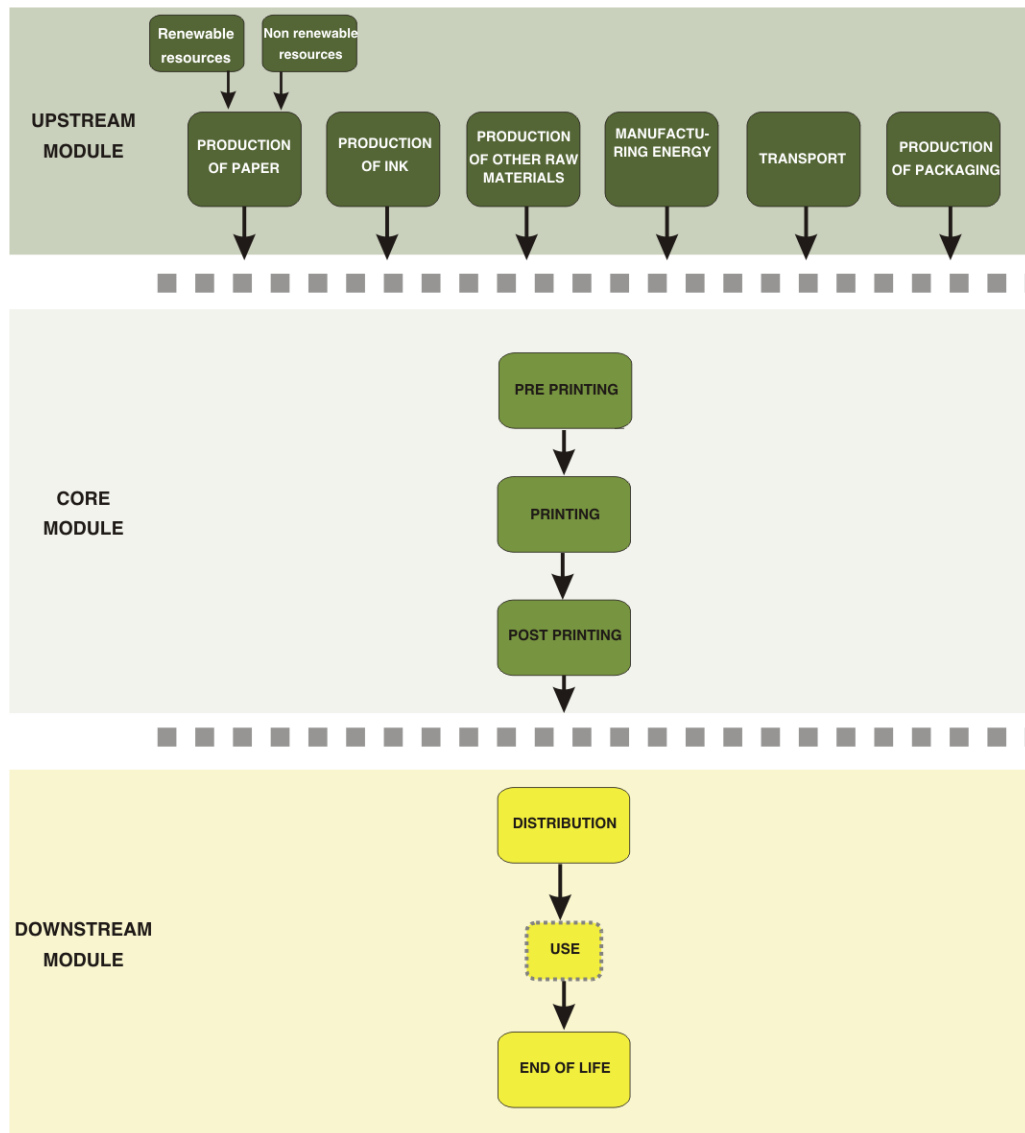 Renewable
resources
Non renewable
resources
UPSTREAM
MODULE
PRODUCTION
OF PAPER
PRODUCTION
OF INK
PRODUCTION
OF OTHER RAW
MATERIALS
MANUFACTU-
RING ENERGY
TRANSPORT
PRODUCTION
OF PACKAGING
CORE
MODULE
PRE PRINTING
PRINTING
POST PRINTING
DOWNSTREAM
MODULE
DISTRIBUTION
USE
END OF LIFE